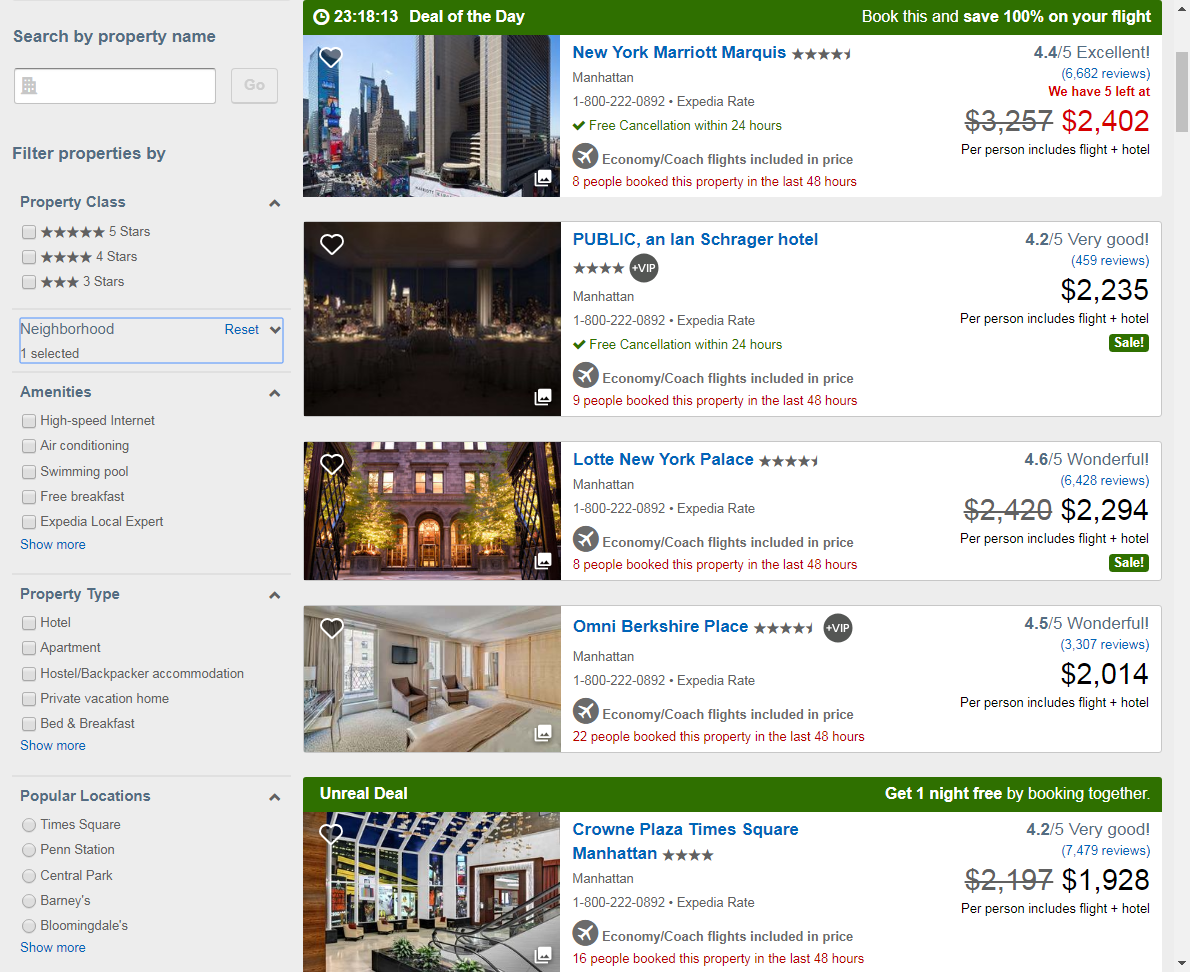 Search by property name
Go
Filter properties by
Property Class
5 Stars
4 Stars
3 Stars
Neighborhood Reset
1 selected
Amenities
High-speed Internet
Air conditioning
Swimming pool
Free breakfast
Expedia Local Expert
Show more
Property Type
Hotel
Apartment
Hostel/Backpacker accommodation
Private vacation home
Bed & Breakfast
Show more
Popular Locations
Times Square
Penn Station
Central Park
Barney's
Bloomingdale's
Show more
23:18:13 Deal of the Day Book this and save 100% on your flight
New York Marriott Marquis
Manhattan
1-800-222-0892 • Expedia Rate
Free Cancellation within 24 hours
Economy/Coach flights included in price
8 people booked this property in the last 48 hours
4.4/5 Excellent!
(6,682 reviews)
We have 5 left at
$3,257 $2,402
Per person includes flight + hotel
PUBLIC, an Ian Schrager hotel
+VIP
Manhattan
1-800-222-0892 • Expedia Rate
Free Cancellation within 24 hours
Economy/Coach flights included in price
9 people booked this property in the last 48 hours
4.2/5 Very good!
(459 reviews)
$2,235
Per person includes flight + hotel
Sale!
Lotte New York Palace
Manhattan
1-800-222-0892 • Expedia Rate
Economy/Coach flights included in price
8 people booked this property in the last 48 hours
4.6/5 Wonderful!
(6,428 reviews)
$2,420 $2,294
Per person includes flight + hotel
Sale!
Omni Berkshire Place +VIP
Manhattan
1-800-222-0892 • Expedia Rate
Economy/Coach flights included in price
22 people booked this property in the last 48 hours
4.5/5 Wonderful!
(3,307 reviews)
$2,014
Per person includes flight + hotel
Unreal Deal Get 1 night free by booking together.
Crowne Plaza Times Square
Manhattan
Manhattan
1-800-222-0892 • Expedia Rate
Economy/Coach flights included in price
16 people booked this property in the last 48 hours
4.2/5 Very good!
(7,479 reviews)
$2,197 $1,928
Per person includes flight + hotel